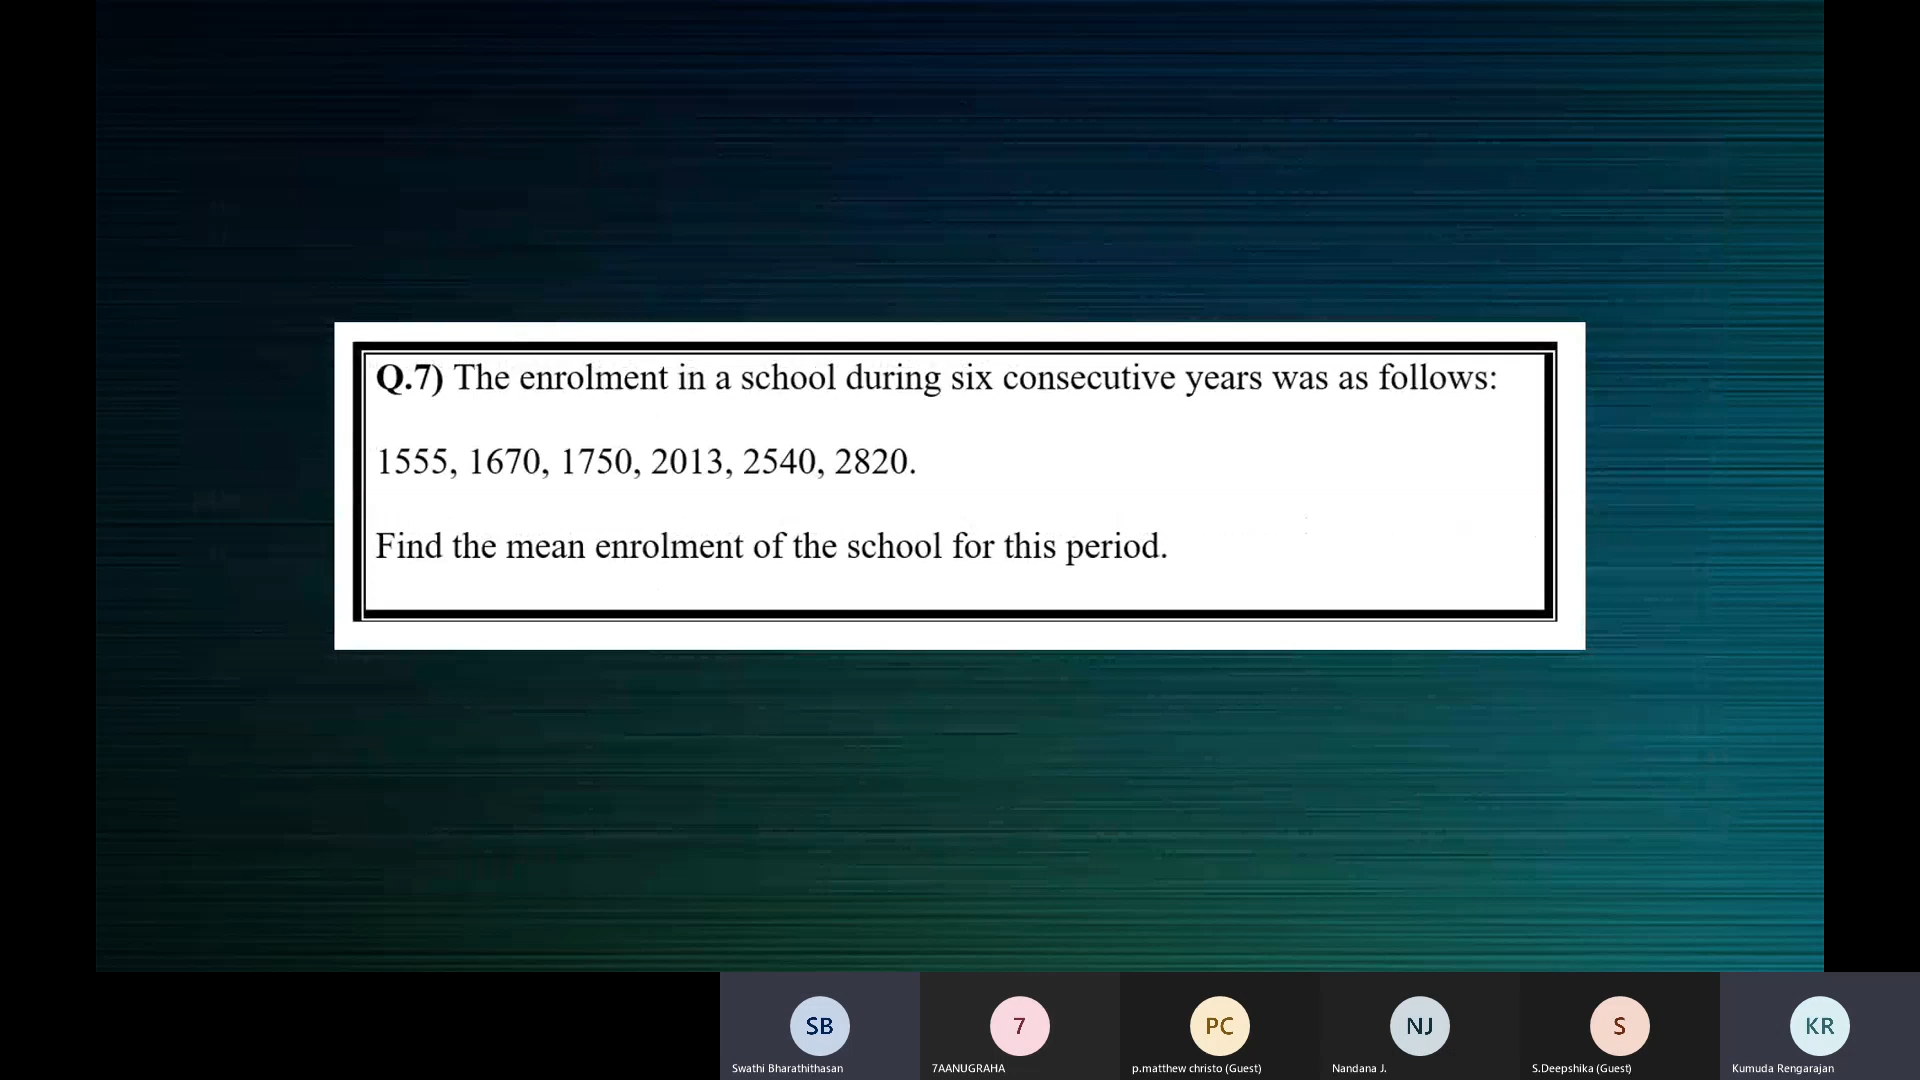 Q.7) The enrolment in a school during six consecutive years was as follows:
1555, 1670, 1750, 2013, 2540, 2820.
Find the mean enrolment of the school for this period.
SB
7
PC
NJ
S
KR
Swathi Bharathithasan
7AANUGRAHA
p.matthew christo (Guest)
Nandana J.
S.Deepshika (Guest)
Kumuda Rengarajan